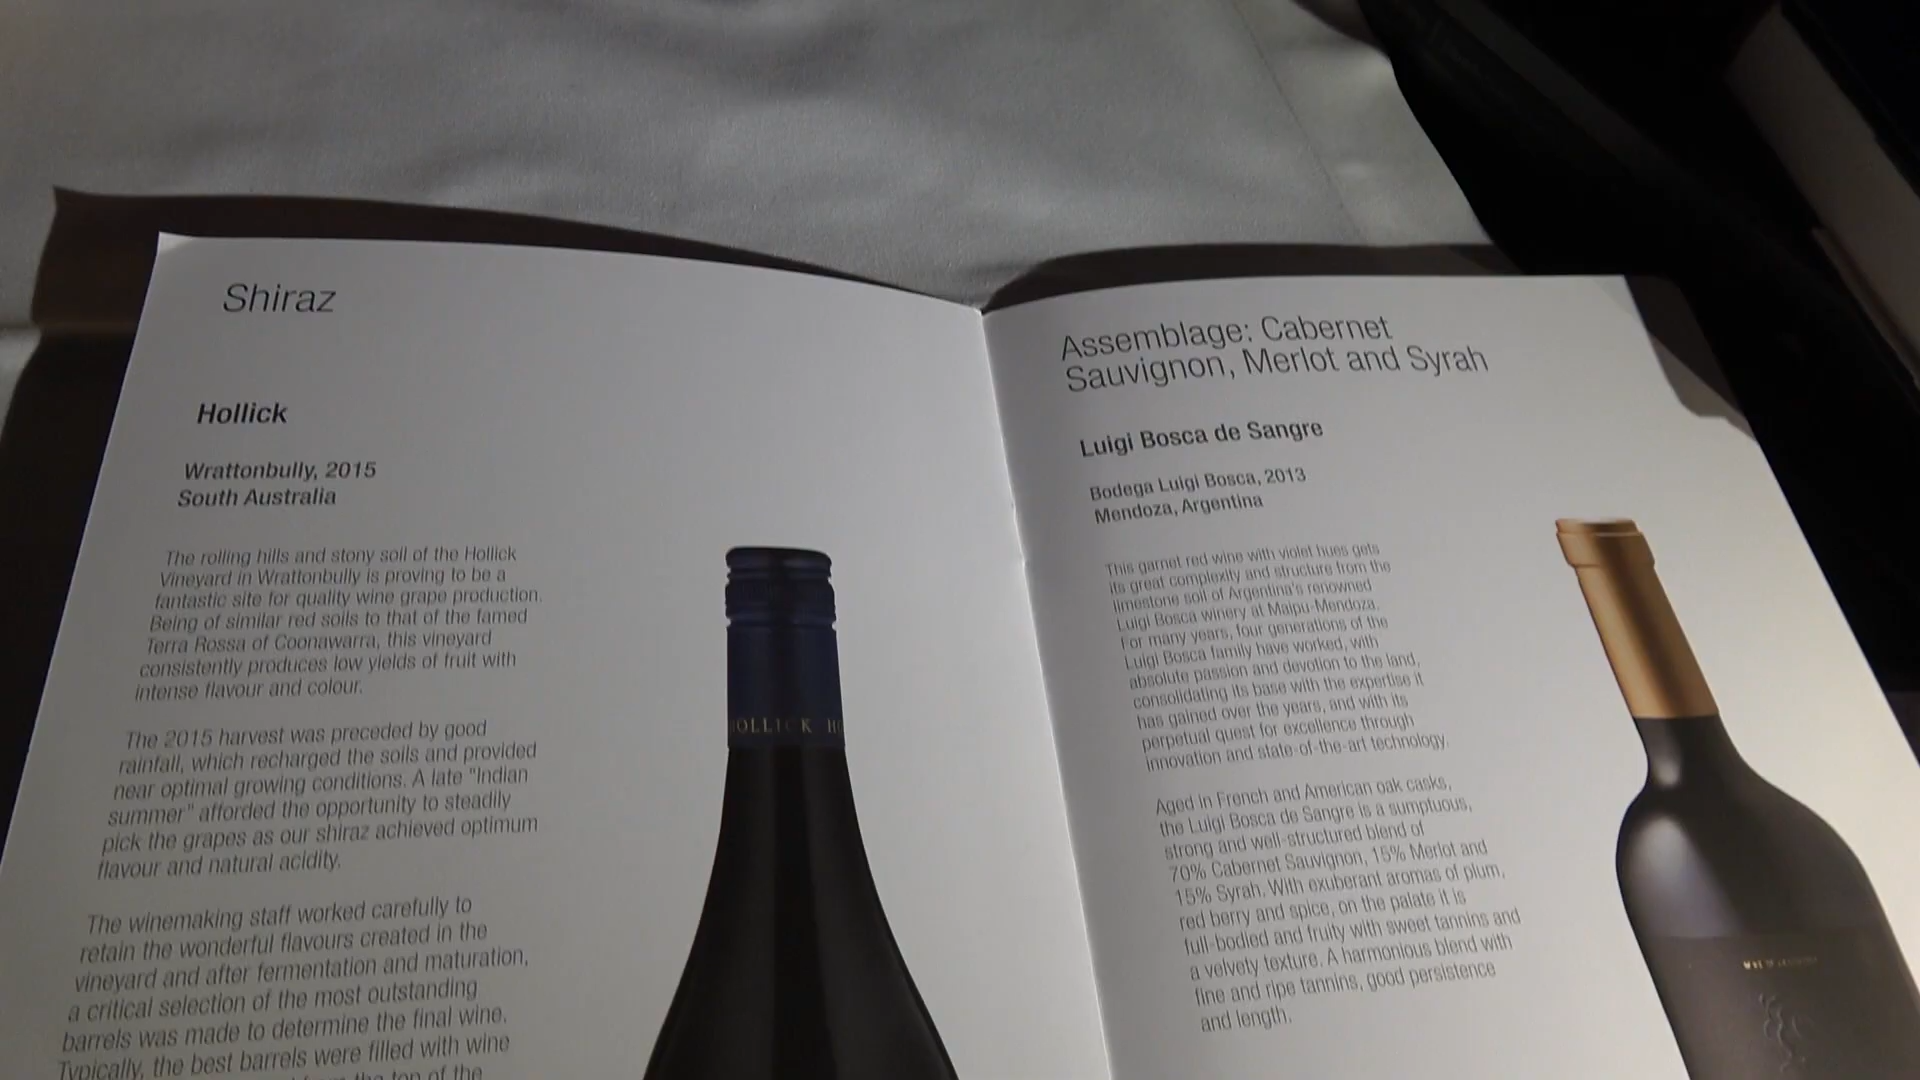 Shiraz
Hollick
Wrattonbully, 2015
South Australia
The rolling hills and stony soil of the Hollick
Vineyard in Wrattonbully is proving to be a
fantastic site for quality wine grape production.
Being of similar red soils to that of the famed
Terra Rossa of Coonawarra, this vineyard
consistently produces low yields of fruit with
intense flavour and colour.
The 2015 harvest was preceded by good
rainfall, which recharged the soils and provided
near optimal growing conditions. A late "Indian
summer" afforded the opportunity to steadily
pick the grapes as our shiraz achieved optimum
flavour and natural acidity.
The winemaking staff worked carefully to
retain the wonderful flavours created in the
vineyard and after fermentation and maturation,
a critical selection of the most outstanding
barrels was made to determine the final wine.
Typically, the best barrels were filled with wine
the top of the
HOLLICK
Assemblage: Cabernet
Sauvignon, Merlot and Syrah
Luigi Bosca de Sangre
Bodega Luigi Bosca, 2013
Mendoza, Argentina
This garnet red wine with violet hues gets
its great complexity and structure from the
limestone soil of Argentina's renowned
Luigi Bosca winery at Maipu-Mendoza.
For many years, four generations of the
Luigi Bosca family have worked, with
absolute passion and devotion to the land,
consolidating its base with the expertise it
has gained over the years, and with its
perpetual quest for excellence through
innovation and state-of-the-art technology.
Aged in French and American oak casks,
the Luigi Bosca de Sangre is a sumptuous,
strong and well-structured blend of
70% Cabernet Sauvignon, 15% Merlot and
15% Syrah. With exuberant aromas of plum,
red berry and spice, on the palate it is
full-bodied and fruity with sweet tannins and
a velvety texture. A harmonious blend with
fine and ripe tannins, good persistence
and length.